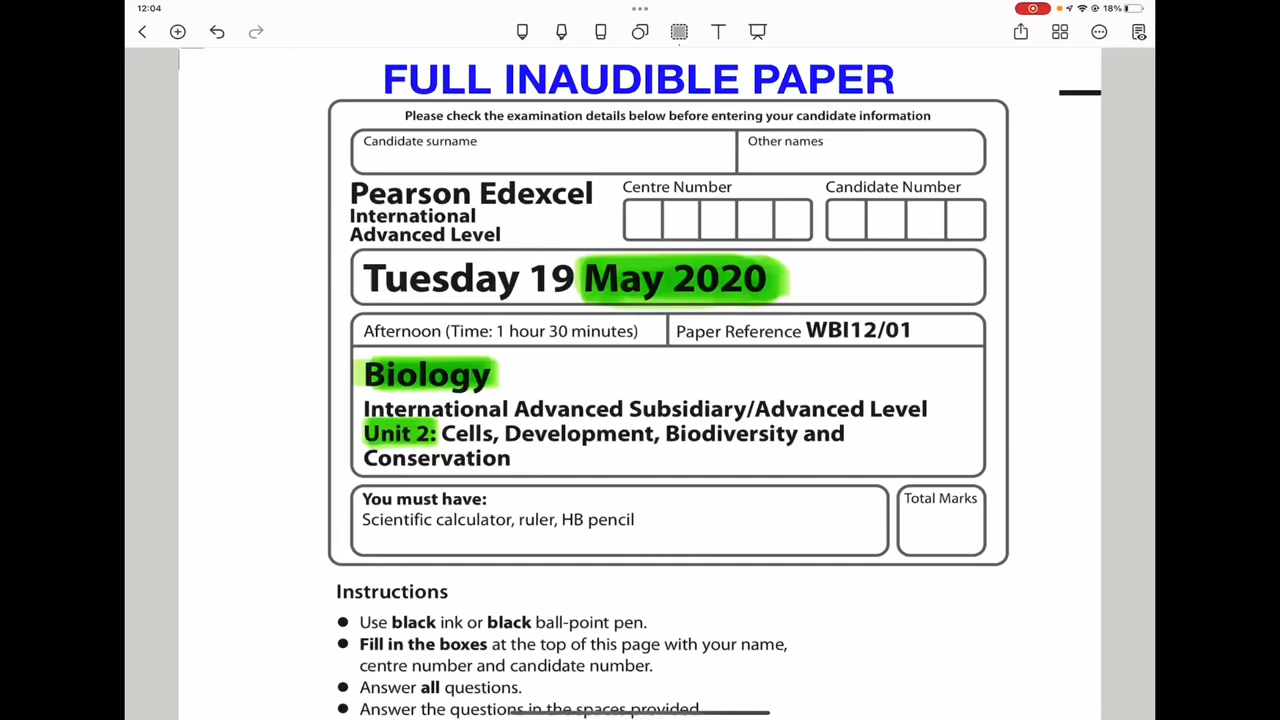 12:04
18%
FULL INAUDIBLE PAPER
Please check the examination details below before entering your candidate information
Candidate surname
Other names
Pearson Edexcel
International
Advanced Level
Centre Number
Candidate Number
Tuesday 19 May 2020
Afternoon (Time: 1 hour 30 minutes)
Paper Reference WBI12/01
Biology
International Advanced Subsidiary/Advanced Level
Unit 2: Cells, Development, Biodiversity and
Conservation
You must have:
Scientific calculator, ruler, HB pencil
Total Marks
Instructions
● Use black ink or black ball-point pen.
● Fill in the boxes at the top of this page with your name,
centre number and candidate number.
● Answer all questions.
● Answer the questions in the spaces provided